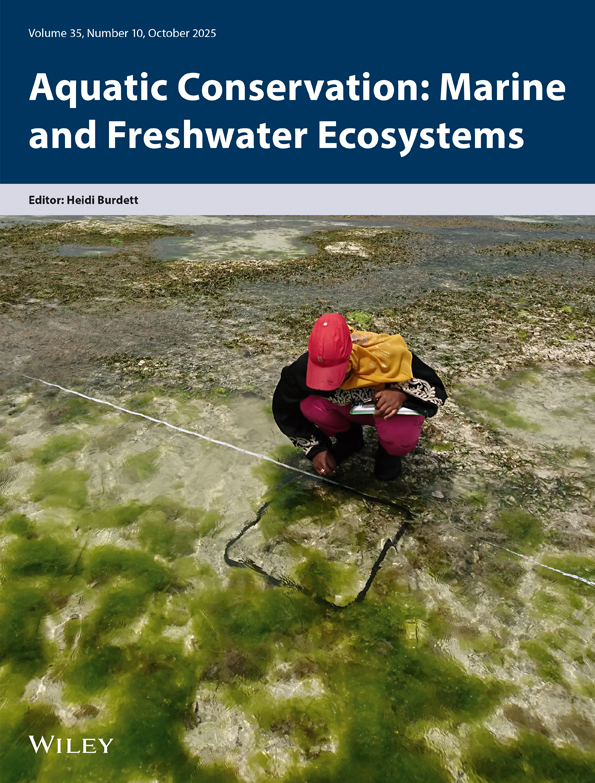 Volume 35, Number 10, October 2025
Aquatic Conservation: Marine
and Freshwater Ecosystems
Editor: Heidi Burdett
WILEY